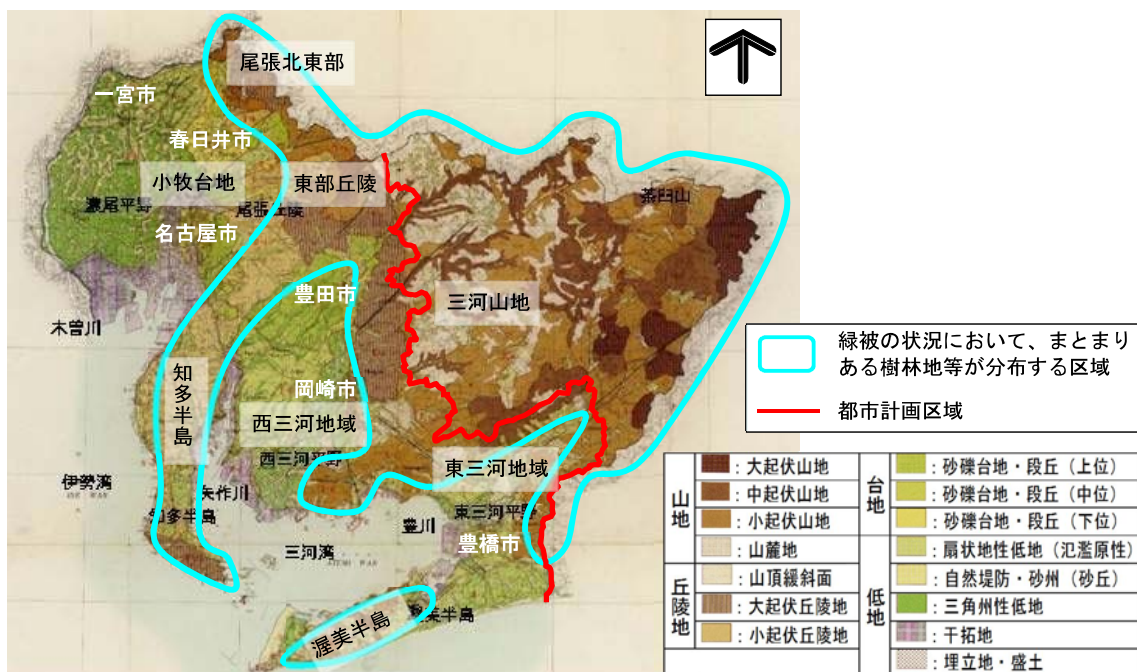 尾張北東部
一宮市
春日井市
小牧台地
東部丘陵
濃尾平野
尾張丘陵
茶臼山
名古屋市
豊田市
三河山地
木曽川
知多半島
岡崎市
西三河地域
西三河平野
東三河地域
伊勢湾
矢作川
知多半島
豊川
東三河平野
三河湾
豊橋市
渥美半島
渥美半島
緑被の状況において、まとまり
ある樹林地等が分布する区域
都市計画区域
山地
：大起伏山地
：中起伏山地
：小起伏山地
：山麓地
丘陵地
：山頂緩斜面
：大起伏丘陵地
：小起伏丘陵地
台地
：砂礫台地・段丘（上位）
：砂礫台地・段丘（中位）
：砂礫台地・段丘（下位）
低地
：扇状地性低地（氾濫原性）
：自然堤防・砂州（砂丘）
：三角州性低地
：干拓地
：埋立地・盛土